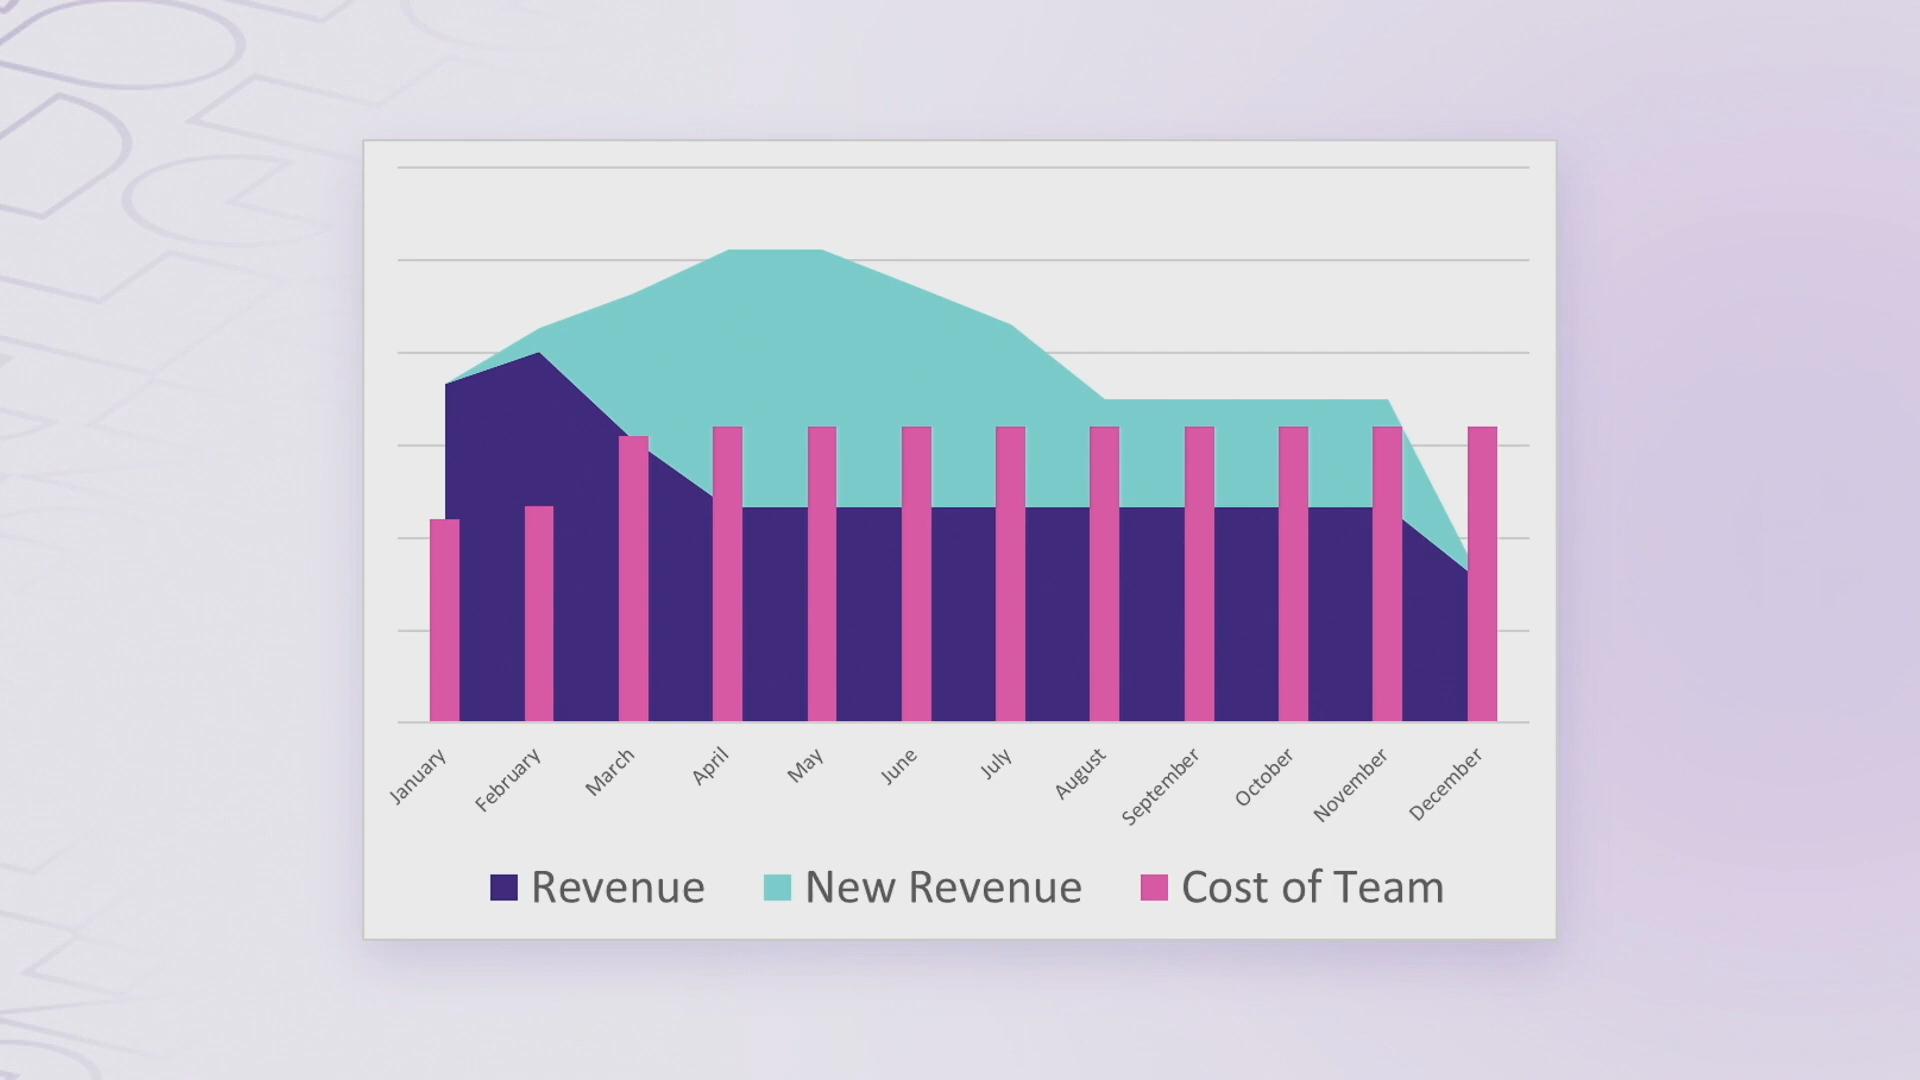 January
February
March
April
May
June
July
August
September
October
November
December
Revenue New Revenue Cost of Team